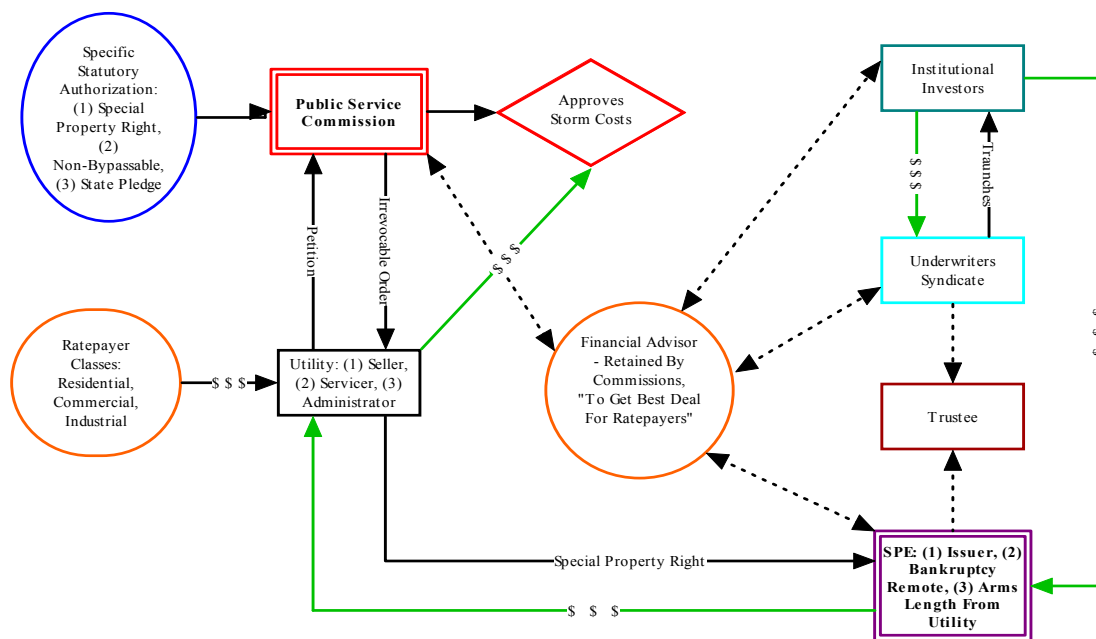 Specific
Statutory
Authorization:
(1) Special
Property Right,
(2)
Non-Bypassable,
(3) State Pledge
Public Service
Commission
Approves
Storm Costs
Institutional
Investors
$ $ $
Traunches
Petition
Irrevocable Order
$ $ $
Underwriters
Syndicate
$ $ $
Ratepayer
Classes:
Residential,
Commercial,
Industrial
$ $ $
Utility: (1) Seller,
(2) Servicer, (3)
Administrator
Financial Advisor
- Retained By
Commissions,
"To Get Best Deal
For Ratepayers"
Trustee
Special Property Right
SPE: (1) Issuer, (2)
Bankruptcy
Remote, (3) Arms
Length From
Utility
$ $ $